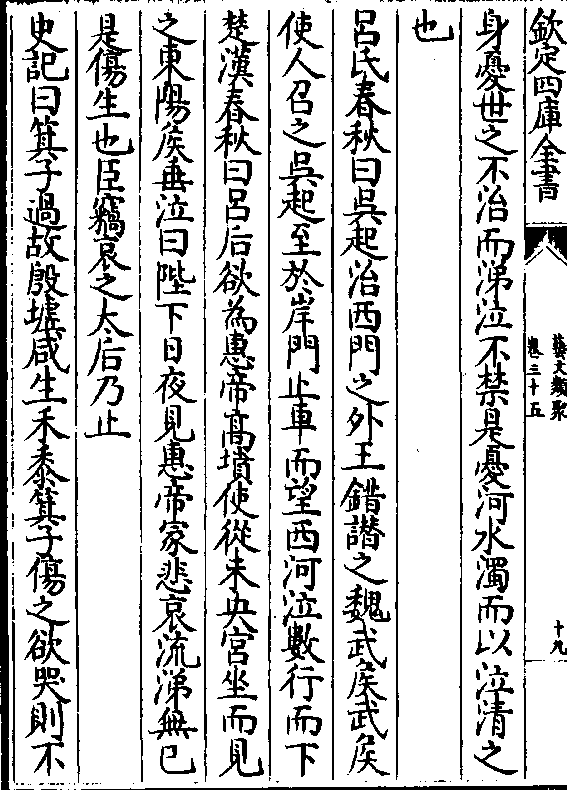 欽定四庫全書
藝文類聚
卷三十五
十九
身憂世之不治而涕泣不禁是憂河水濁而以泣清之
也
呂氏春秋曰吳起治西門之外王錯譖之魏武侯武侯
使人召之吳起至於岸門止車而望西河泣數行而下
楚漢春秋曰呂后欲為惠帝高墳使從未央宮坐而見
之東陽侯垂泣曰陛下日夜見惠帝冢悲哀流涕無已
是傷生也臣竊哀之太后乃止
史記曰箕子過故殷墟咸生禾黍箕子傷之欲哭則不